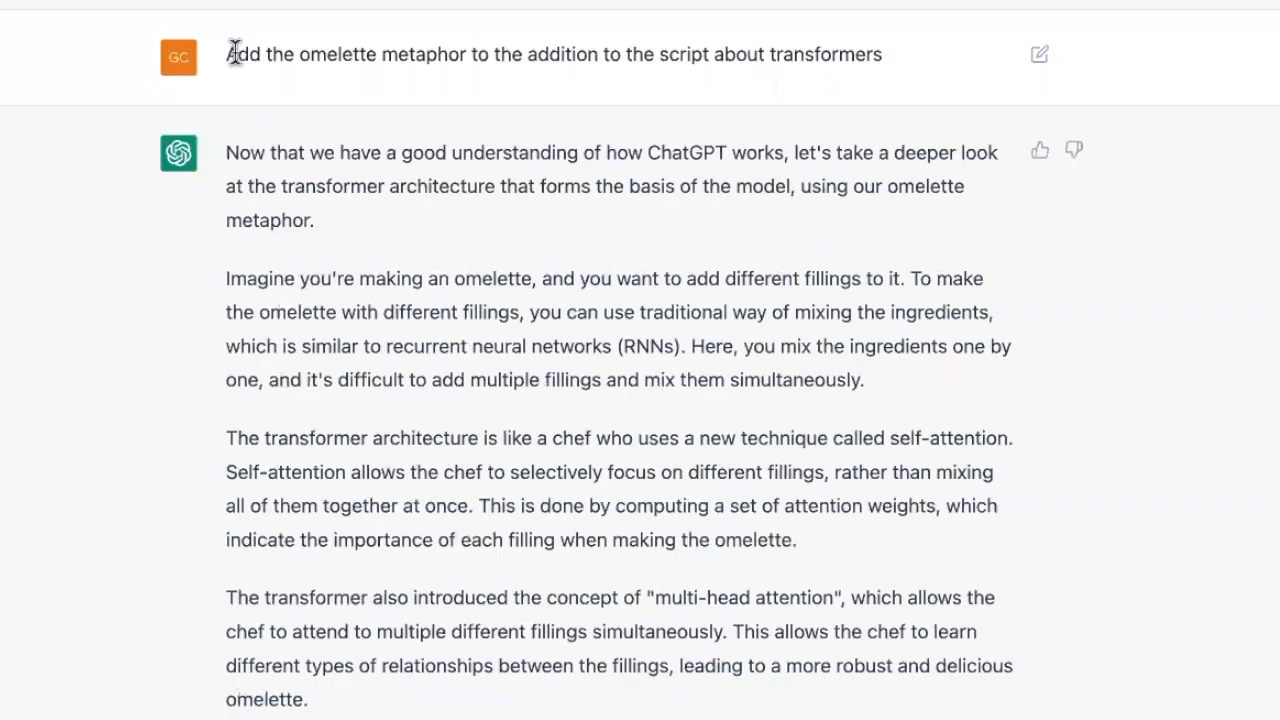 GC
Add the omelette metaphor to the addition to the script about transformers
Now that we have a good understanding of how ChatGPT works, let's take a deeper look
at the transformer architecture that forms the basis of the model, using our omelette
metaphor.
Imagine you're making an omelette, and you want to add different fillings to it. To make
the omelette with different fillings, you can use traditional way of mixing the ingredients,
which is similar to recurrent neural networks (RNNs). Here, you mix the ingredients one by
one, and it's difficult to add multiple fillings and mix them simultaneously.
The transformer architecture is like a chef who uses a new technique called self-attention.
Self-attention allows the chef to selectively focus on different fillings, rather than mixing
all of them together at once. This is done by computing a set of attention weights, which
indicate the importance of each filling when making the omelette.
The transformer also introduced the concept of "multi-head attention", which allows the
chef to attend to multiple different fillings simultaneously. This allows the chef to learn
different types of relationships between the fillings, leading to a more robust and delicious
omelette.